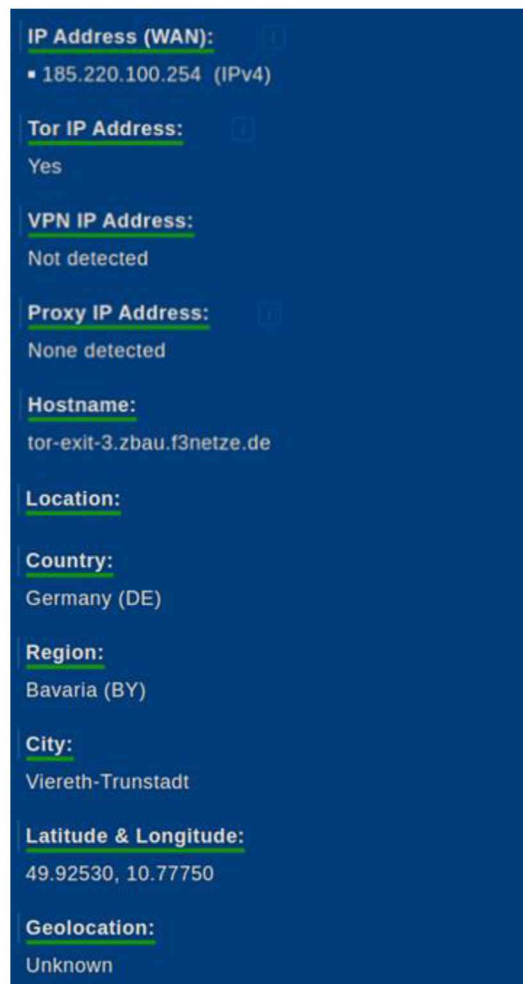 IP Address (WAN):
▪ 185.220.100.254 (IPv4)
Tor IP Address:
Yes
VPN IP Address:
Not detected
Proxy IP Address:
None detected
Hostname:
tor-exit-3.zbau.f3netze.de
Location:
Country:
Germany (DE)
Region:
Bavaria (BY)
City:
Viereth-Trunstadt
Latitude & Longitude:
49.92530, 10.77750
Geolocation:
Unknown